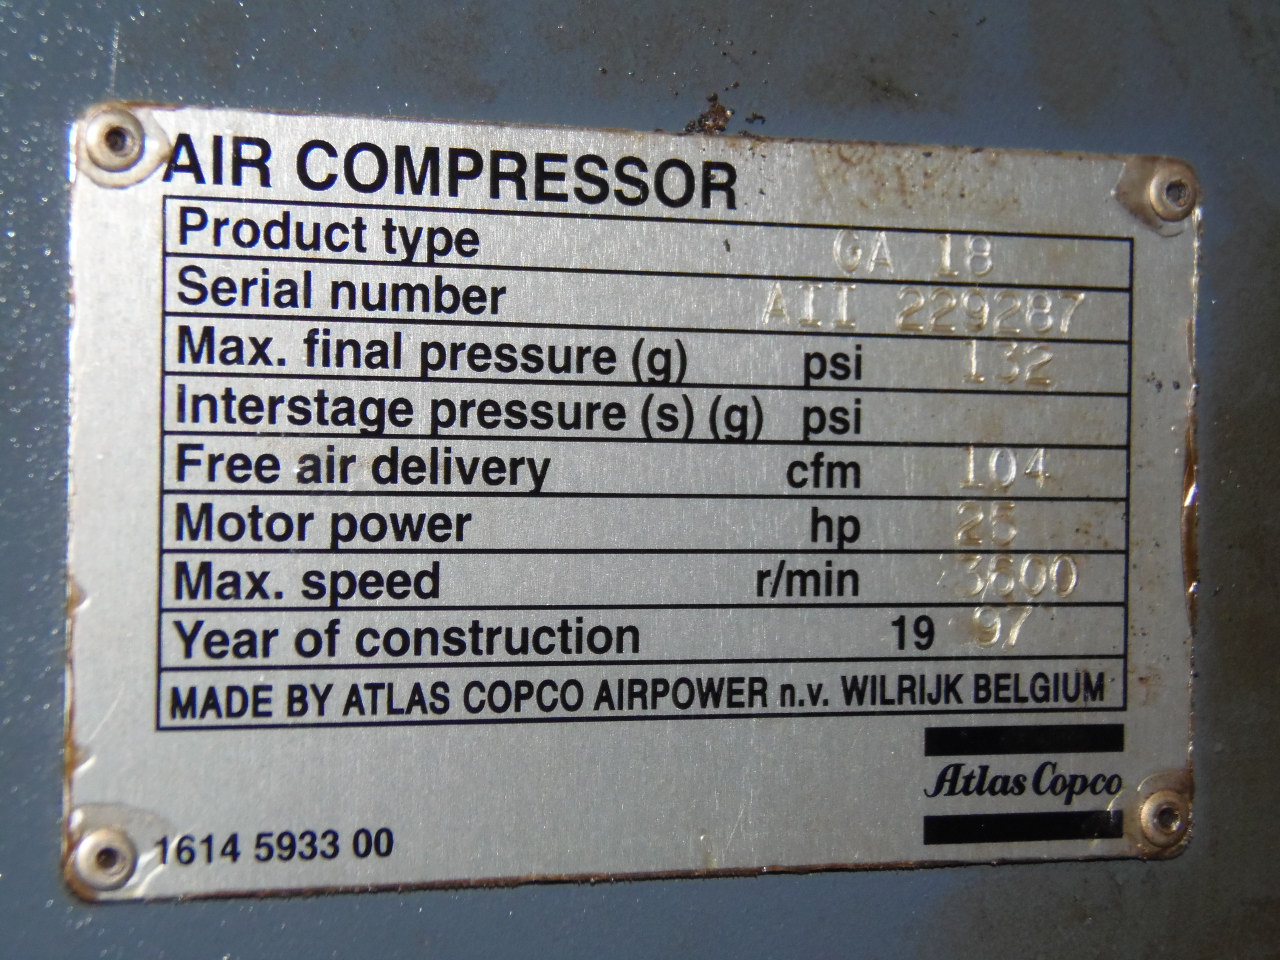 AIR COMPRESSOR
Product type GA 18
Serial number AII 229287
Max. final pressure (g) psi 132
Interstage pressure (s) (g) psi
Free air delivery cfm 104
Motor power hp 25
Max. speed r/min 3600
Year of construction 19 97
MADE BY ATLAS COPCO AIRPOWER n.v. WILRIJK BELGIUM
Atlas Copco
1614 5933 00